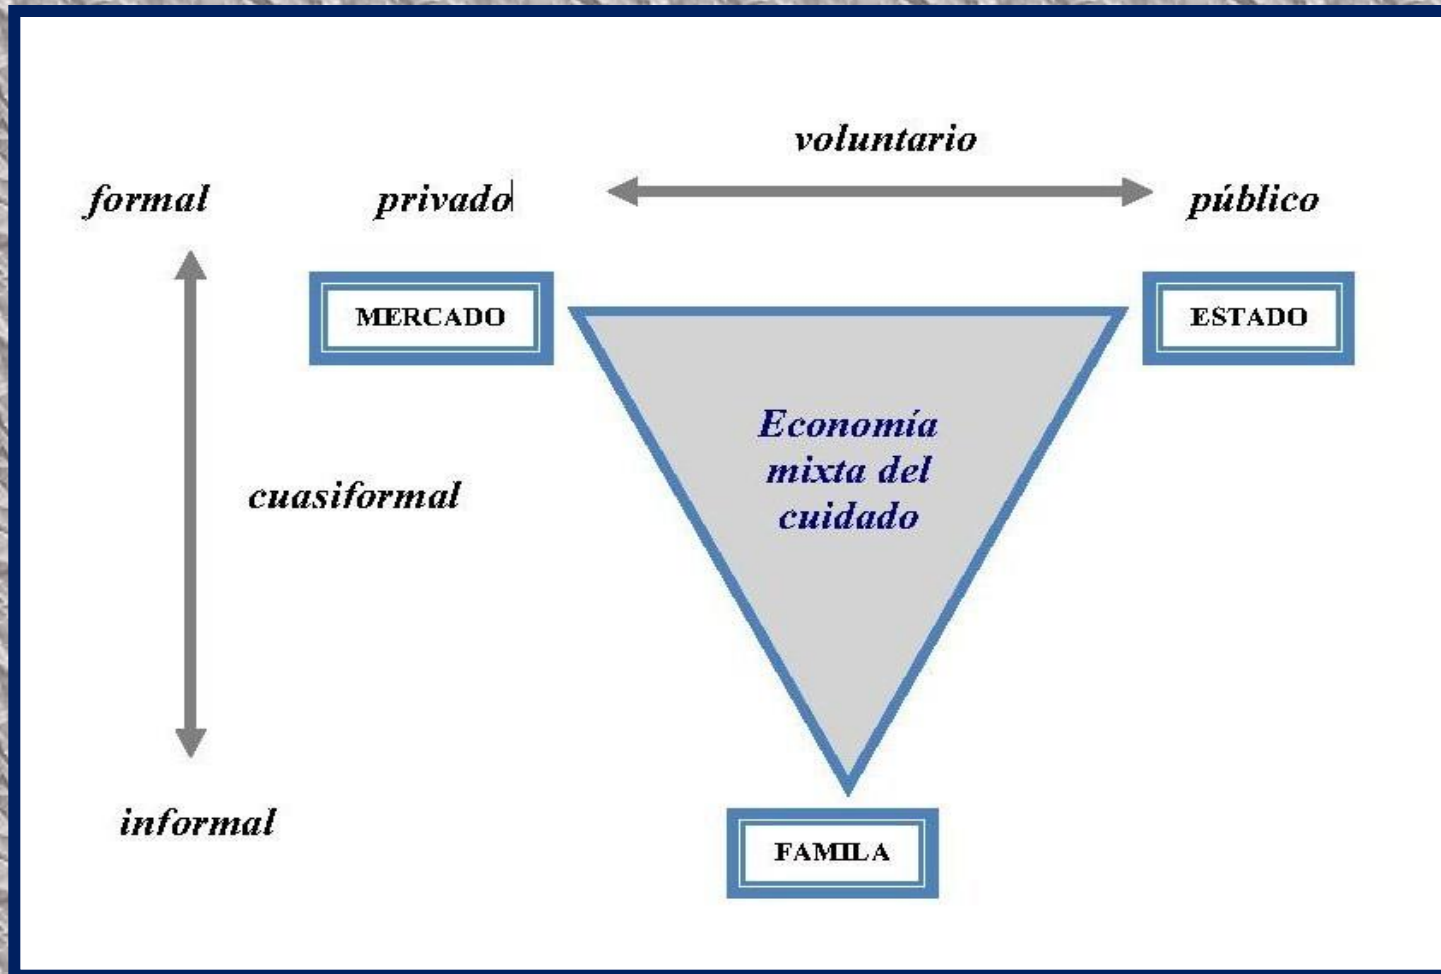 voluntario
formal privado público
MERCADO ESTADO
Economía
mixta del
cuidado
cuasiformal
informal
FAMILA